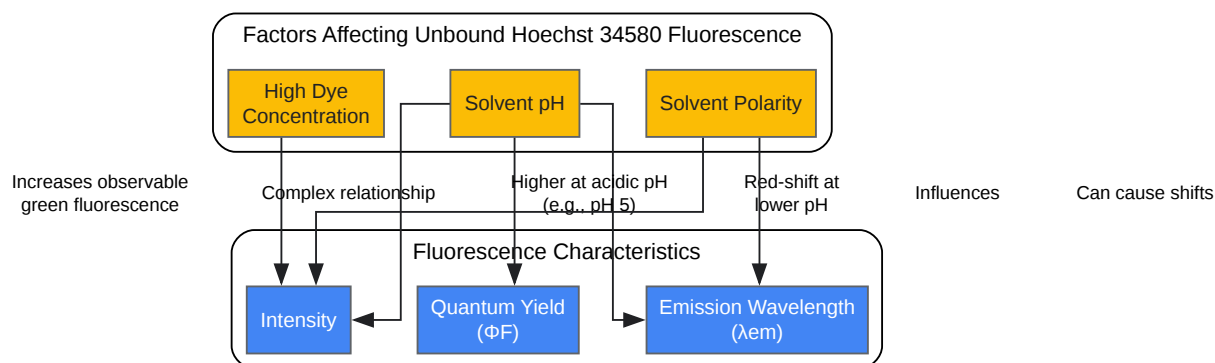 Factors Affecting Unbound Hoechst 34580 Fluorescence
High Dye
Concentration
Solvent pH
Solvent Polarity
Increases observable
green fluorescence
Complex relationship
Higher at acidic pH
(e.g., pH 5)
Red-shift at
lower pH
Influences
Can cause shifts
Fluorescence Characteristics
Intensity
Quantum Yield
(ΦF)
Emission Wavelength
(λem)